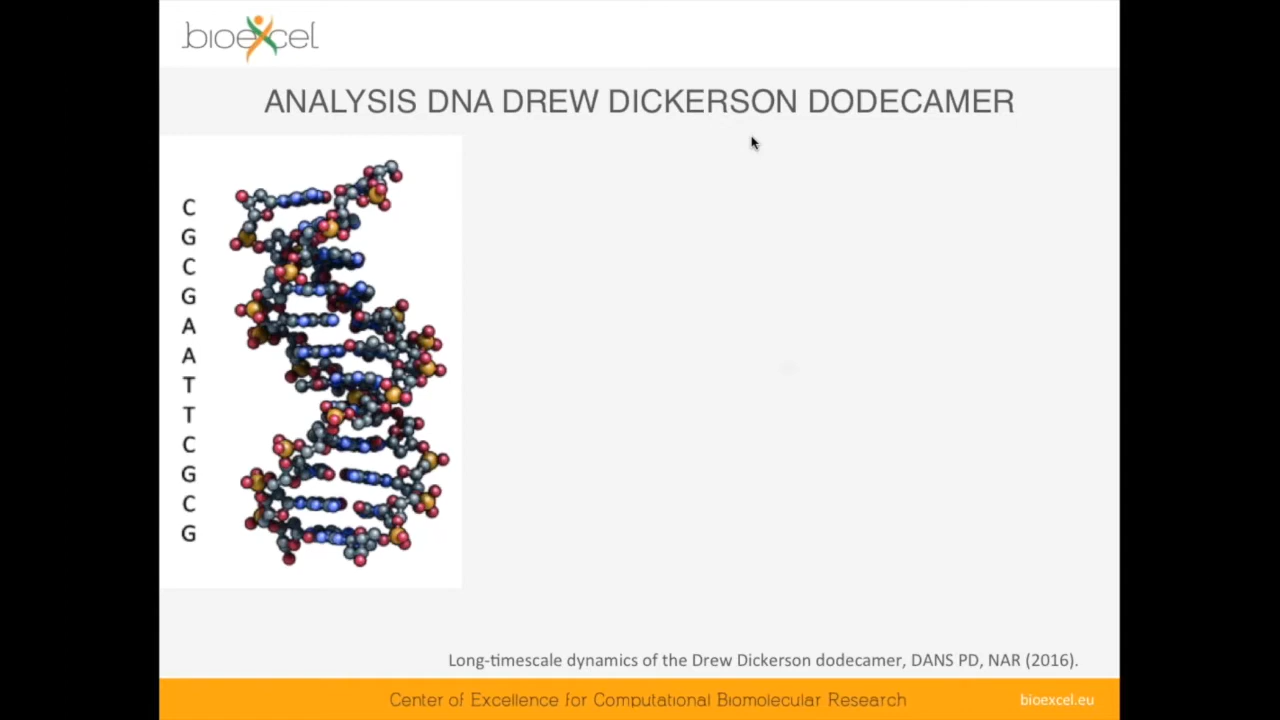 bioexcel
ANALYSIS DNA DREW DICKERSON DODECAMER
C
G
C
G
A
A
T
T
C
G
C
G
Long-timescale dynamics of the Drew Dickerson dodecamer, DANS PD, NAR (2016).
Center of Excellence for Computational Biomolecular Research
bioexcel.eu